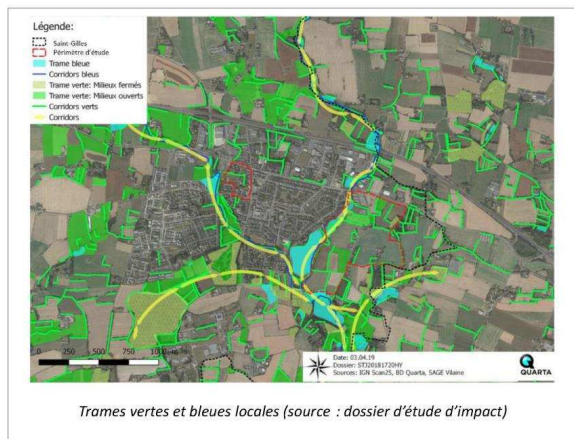 Légende:
Saint-Gilles
Périmètre d'étude
Trame bleue
Corridors bleus
Trame verte: Milieux fermés
Trame verte: Milieux ouverts
Corridors verts
Corridors
0 250 500 750 1000 m
Date: 03.04.19
Dossier: STJ20181720HY
Sources: IGN Scan25, BD Quarta, SAGE Vilaine
QUARTA
Trames vertes et bleues locales (source : dossier d'étude d'impact)